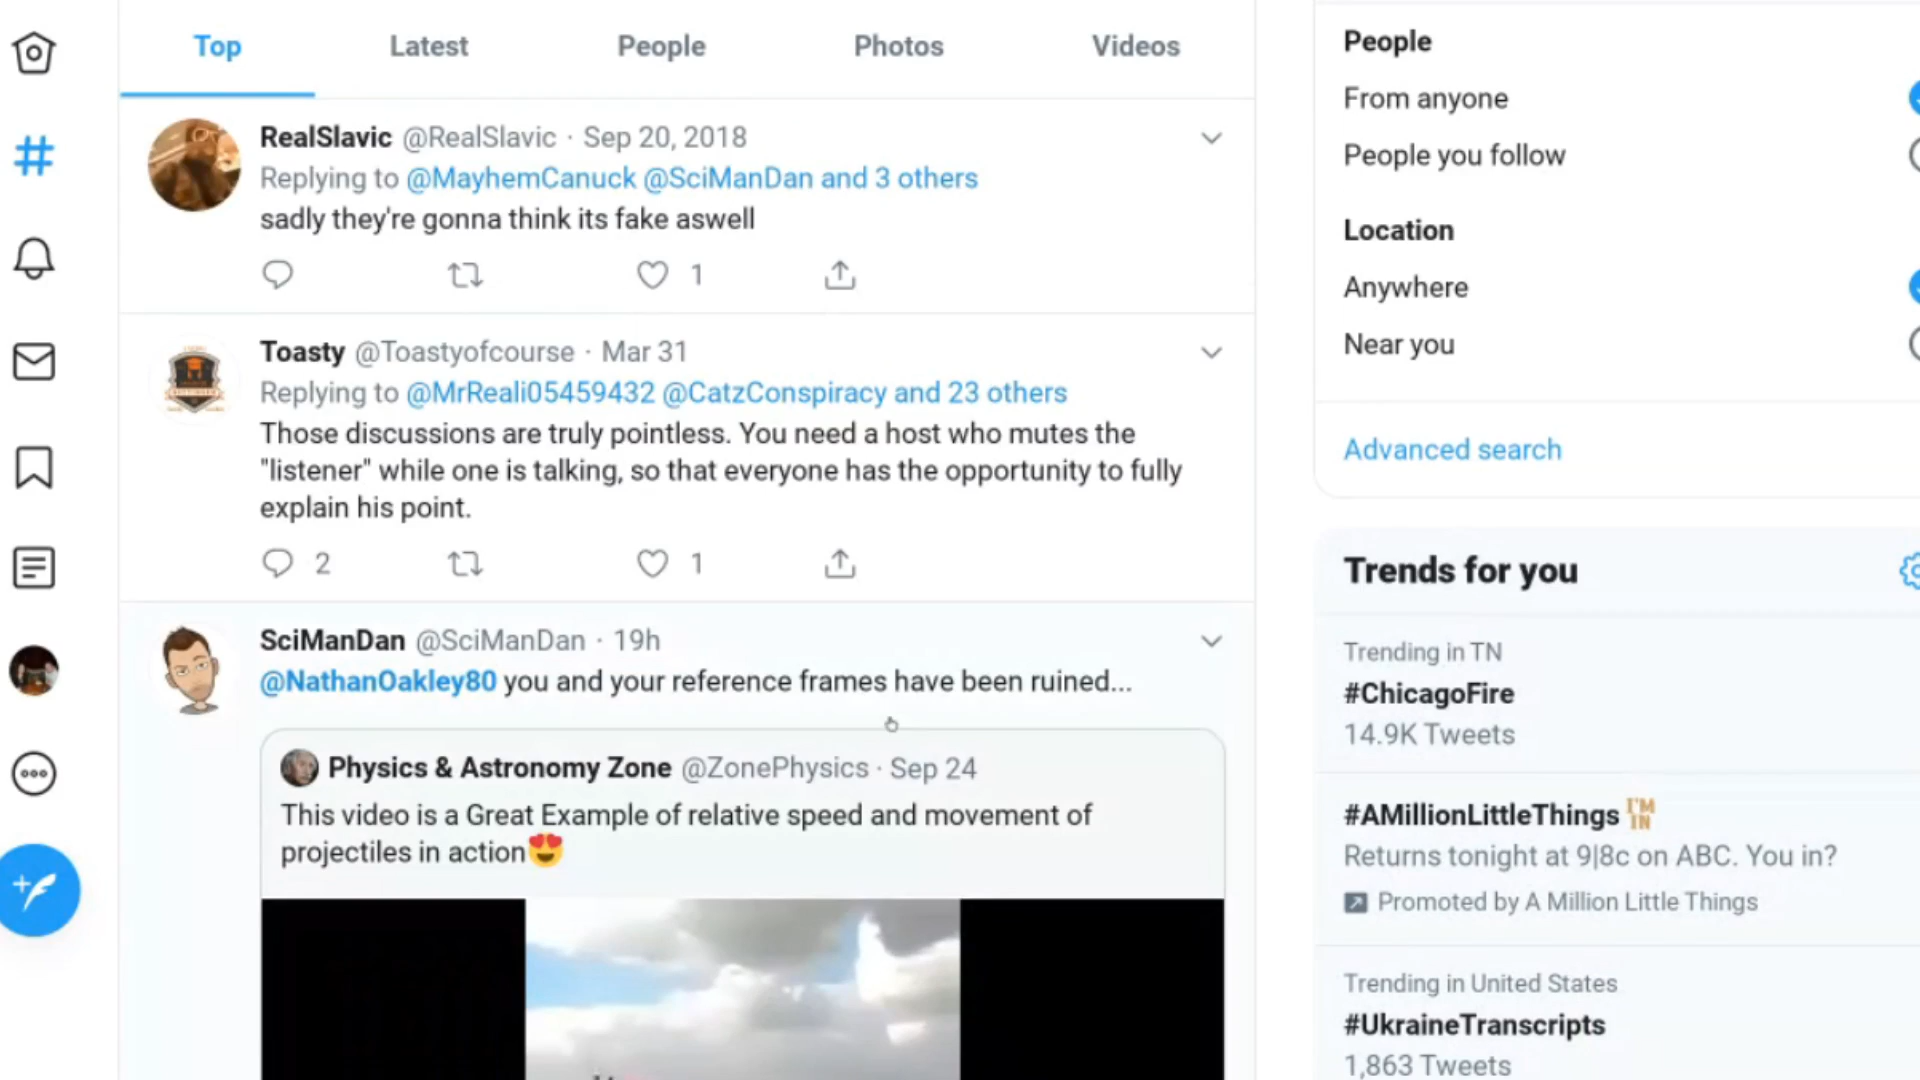 Top Latest People Photos Videos
RealSlavic @RealSlavic · Sep 20, 2018
Replying to @MayhemCanuck @SciManDan and 3 others
sadly they're gonna think its fake aswell
1
Toasty @Toastyofcourse · Mar 31
Replying to @MrReali05459432 @CatzConspiracy and 23 others
Those discussions are truly pointless. You need a host who mutes the
"listener" while one is talking, so that everyone has the opportunity to fully
explain his point.
2 1
SciManDan @SciManDan · 19h
@NathanOakley80 you and your reference frames have been ruined...
Physics & Astronomy Zone @ZonePhysics · Sep 24
This video is a Great Example of relative speed and movement of
projectiles in action😍
People
From anyone
People you follow
Location
Anywhere
Near you
Advanced search
Trends for you
Trending in TN
#ChicagoFire
14.9K Tweets
#AMillionLittleThings I'M IN
Returns tonight at 9|8c on ABC. You in?
Promoted by A Million Little Things
Trending in United States
#UkraineTranscripts
1,863 Tweets